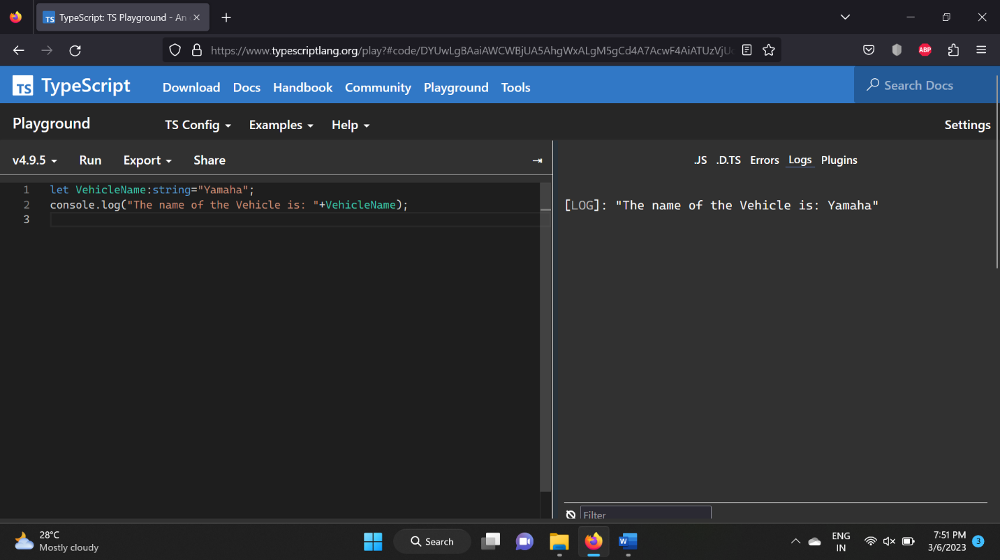 TS TypeScript: TS Playground - An
https://www.typescriptlang.org/play?#code/DYUwLgBAaiAWCWBjUA5AhgWxALgM5gCd4A7AcwF4AiATUzVjU
ABP
TS TypeScript Download Docs Handbook Community Playground Tools Search Docs
Playground TS Config Examples Help Settings
v4.9.5 Run Export Share .JS .D.TS Errors Logs Plugins
1 let VehicleName:string="Yamaha";
2 console.log("The name of the Vehicle is: "+VehicleName);
3
[LOG]: "The name of the Vehicle is: Yamaha"
Filter
28°C
Mostly cloudy
Search
W
ENG
IN
7:51 PM
3/6/2023
3